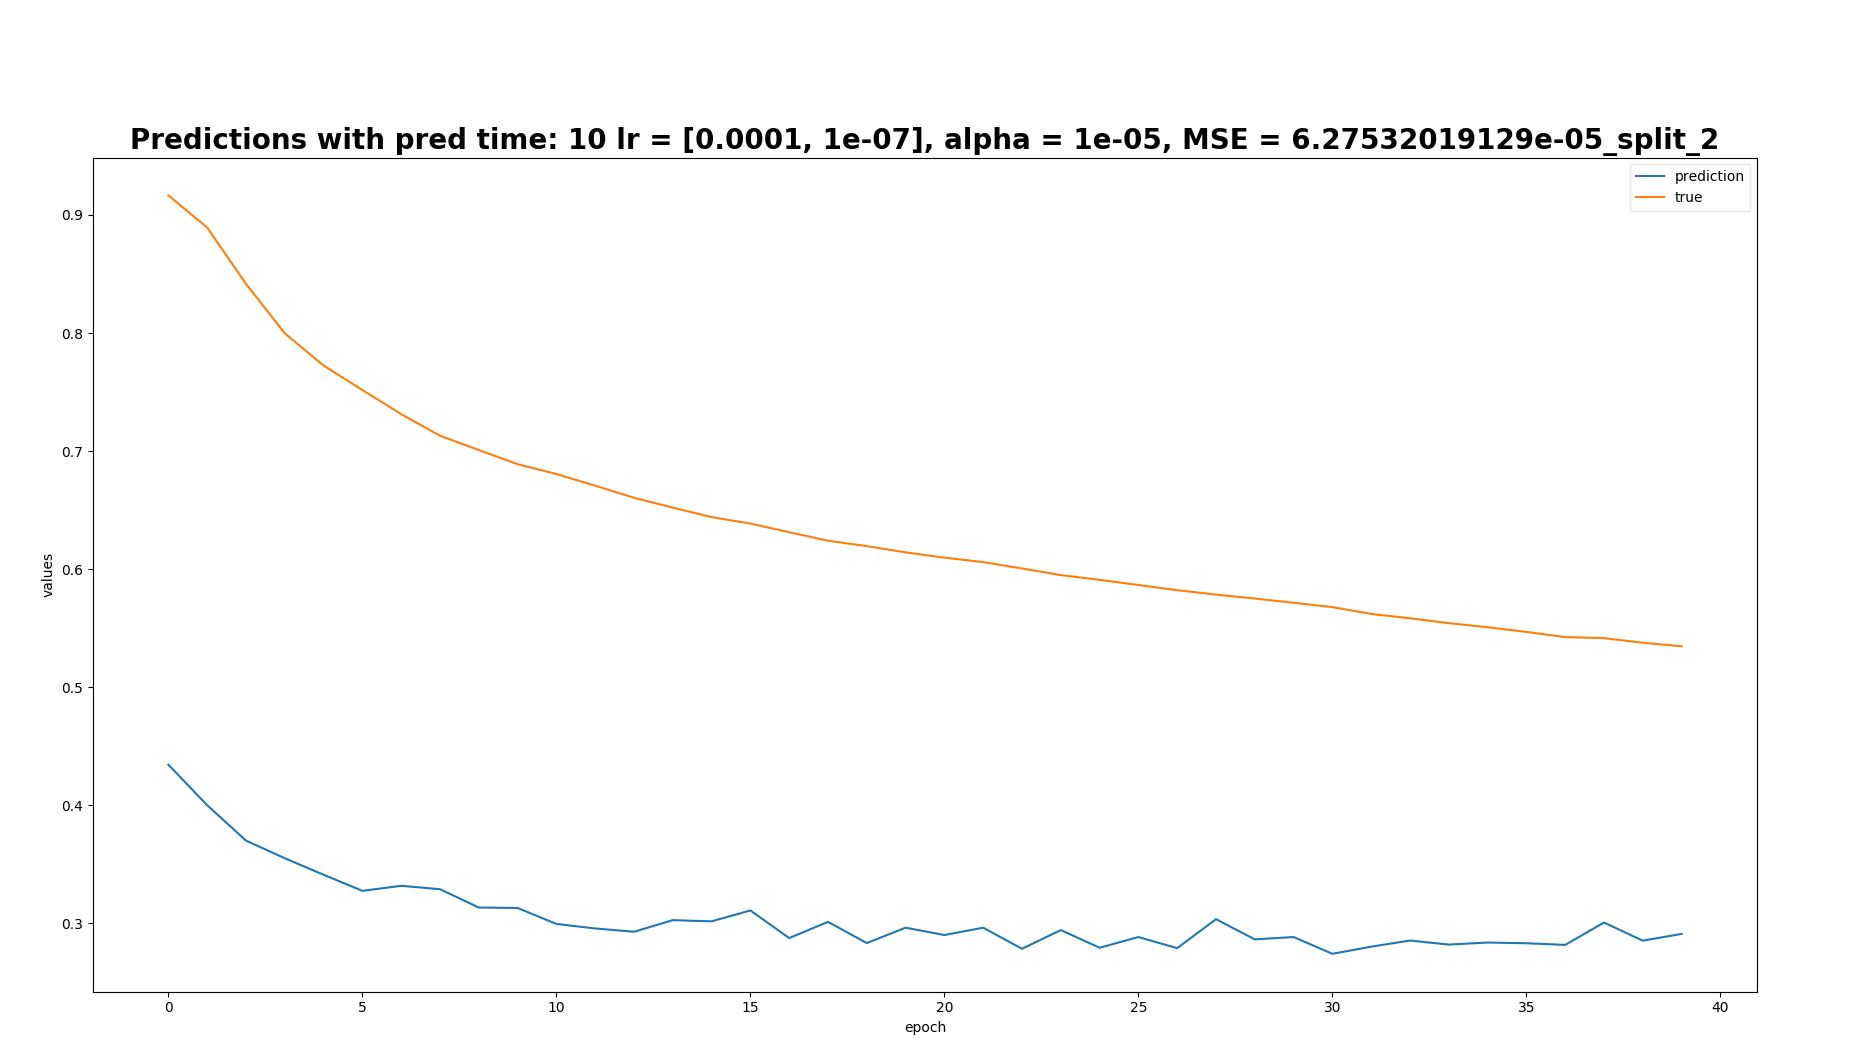 Predictions with pred time: 10 lr = [0.0001, 1e-07], alpha = 1e-05, MSE = 6.27532019129e-05_split_2
prediction
true
0.9
0.8
0.7
0.6
0.5
0.4
0.3
values
0 5 10 15 20 25 30 35 40
epoch